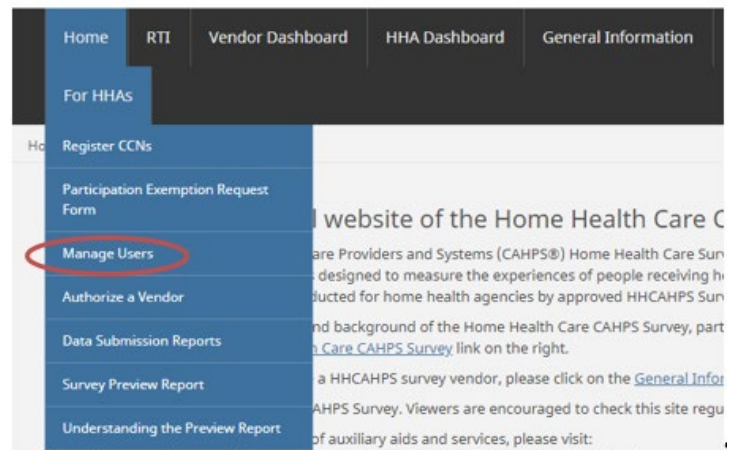 Home RTI Vendor Dashboard HHA Dashboard General Information
For HHAs
Ho
Register CCNs
Participation Exemption Request
Form
Manage Users
Authorize a Vendor
Data Submission Reports
Survey Preview Report
Understanding the Preview Report
l website of the Home Health Care C
are Providers and Systems (CAHPS®) Home Health Care Surv
designed to measure the experiences of people receiving h
ducted for home health agencies by approved HHCAHPS Sur
nd background of the Home Health Care CAHPS Survey, part
h Care CAHPS Survey link on the right.
a HHCAHPS survey vendor, please click on the General Infor
AHPS Survey. Viewers are encouraged to check this site regu
of auxiliary aids and services, please visit: